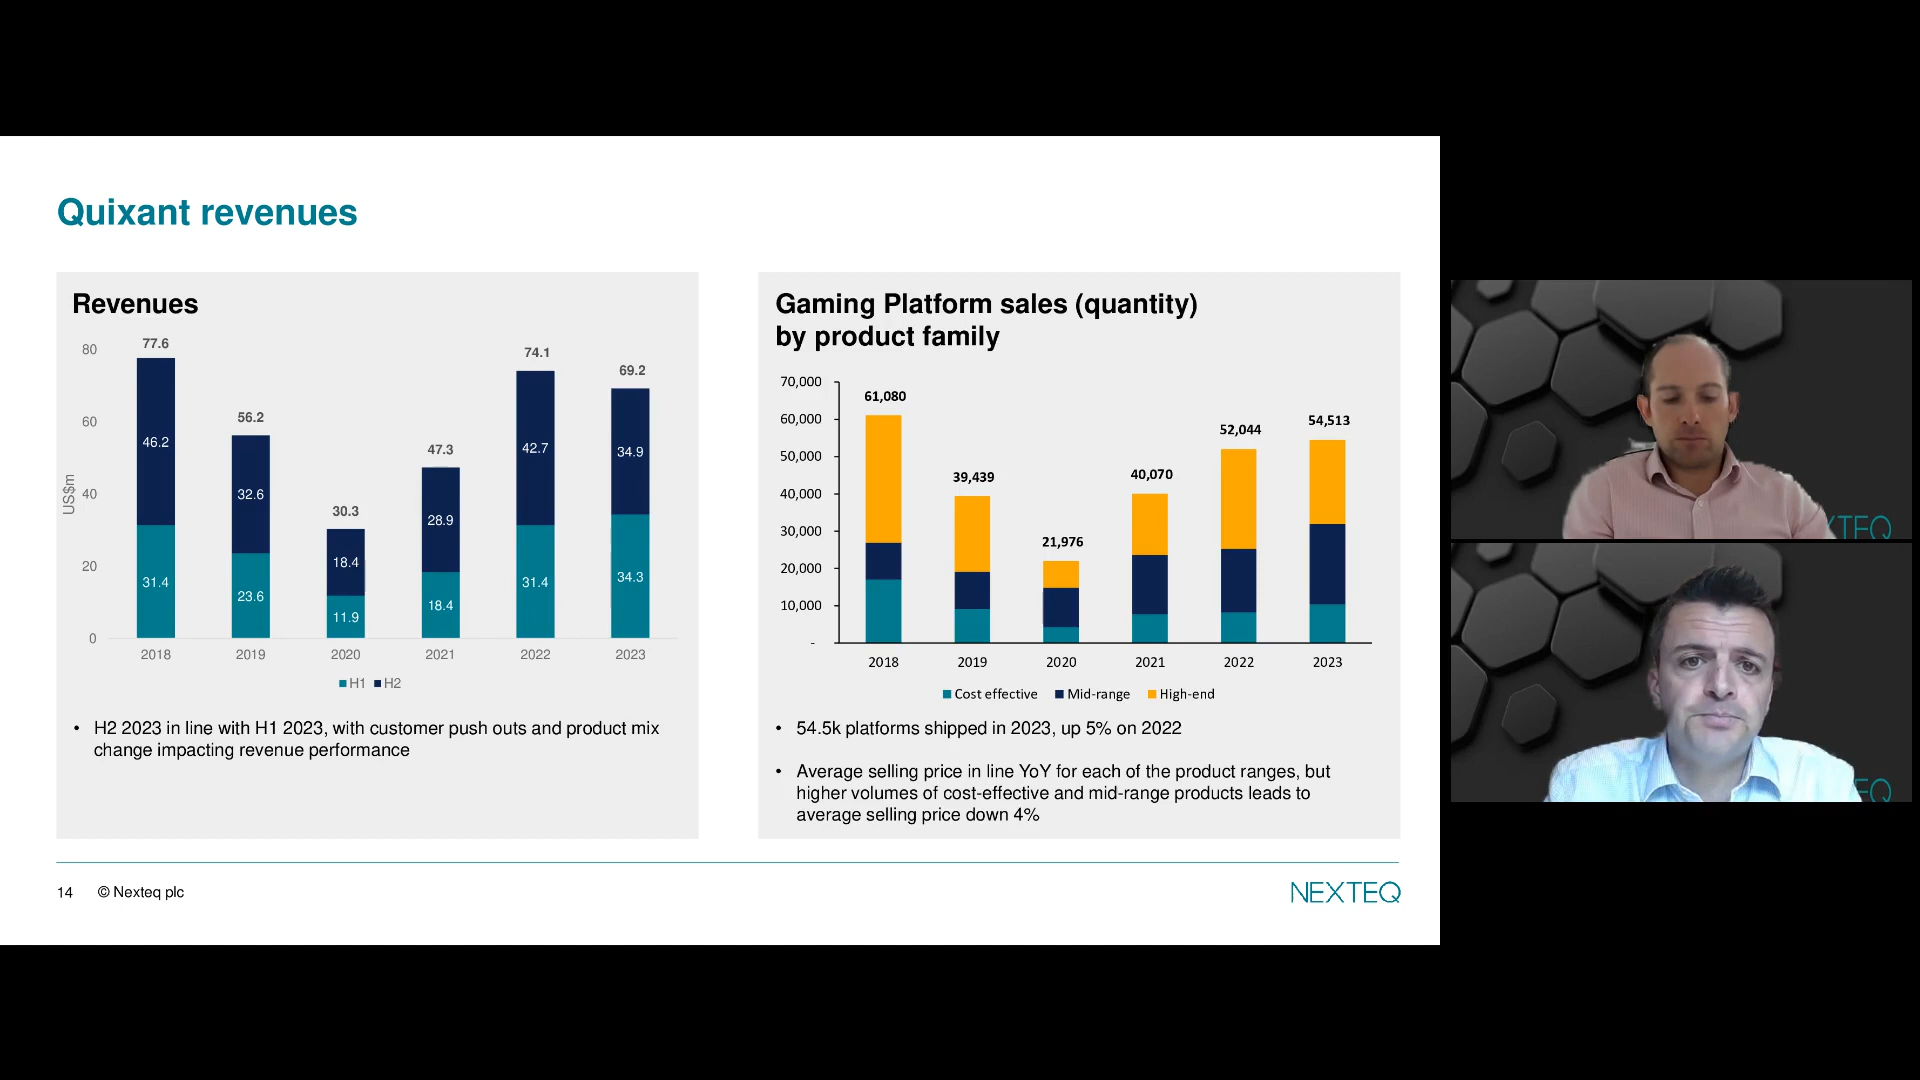 Quixant revenues
Revenues
US$m
80
60
40
20
0
77.6
46.2
31.4
56.2
32.6
23.6
30.3
18.4
11.9
47.3
28.9
18.4
74.1
42.7
31.4
69.2
34.9
34.3
2018 2019 2020 2021 2022 2023
H1 H2
• H2 2023 in line with H1 2023, with customer push outs and product mix
change impacting revenue performance
Gaming Platform sales (quantity)
by product family
70,000
60,000
50,000
40,000
30,000
20,000
10,000
-
61,080
39,439
21,976
40,070
52,044
54,513
2018 2019 2020 2021 2022 2023
Cost effective Mid-range High-end
• 54.5k platforms shipped in 2023, up 5% on 2022
• Average selling price in line YoY for each of the product ranges, but
higher volumes of cost-effective and mid-range products leads to
average selling price down 4%
14 © Nexteq plc
NEXTEQ
TEQ
Q